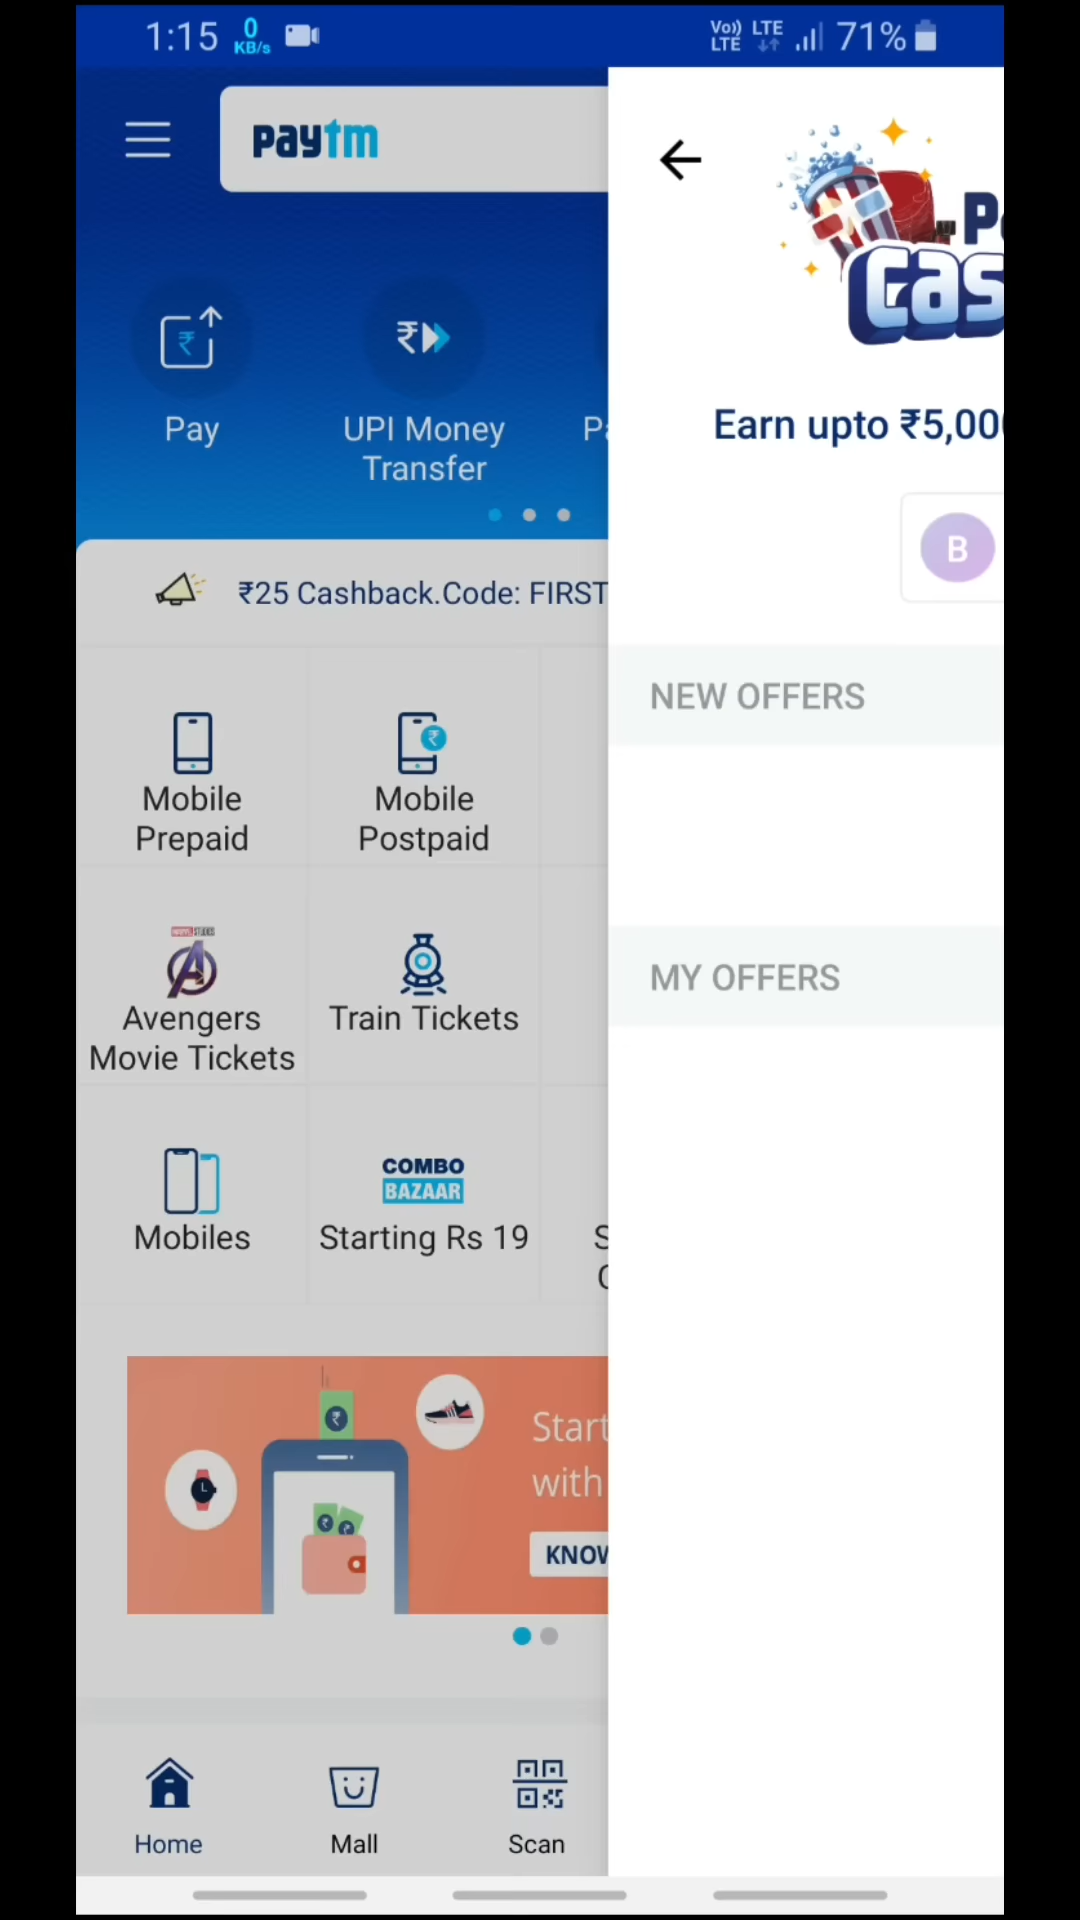 1:15
0
KB/s
Vo))
LTE
LTE
71%
paytm
Pay
UPI Money
Transfer
₹25 Cashback.Code: FIRST
Mobile
Prepaid
Mobile
Postpaid
Avengers
Movie Tickets
Train Tickets
Mobiles
COMBO
BAZAAR
Starting Rs 19
Start
with
KNOW
Home
Mall
Scan
Cas
Earn upto ₹5,00
B
NEW OFFERS
MY OFFERS